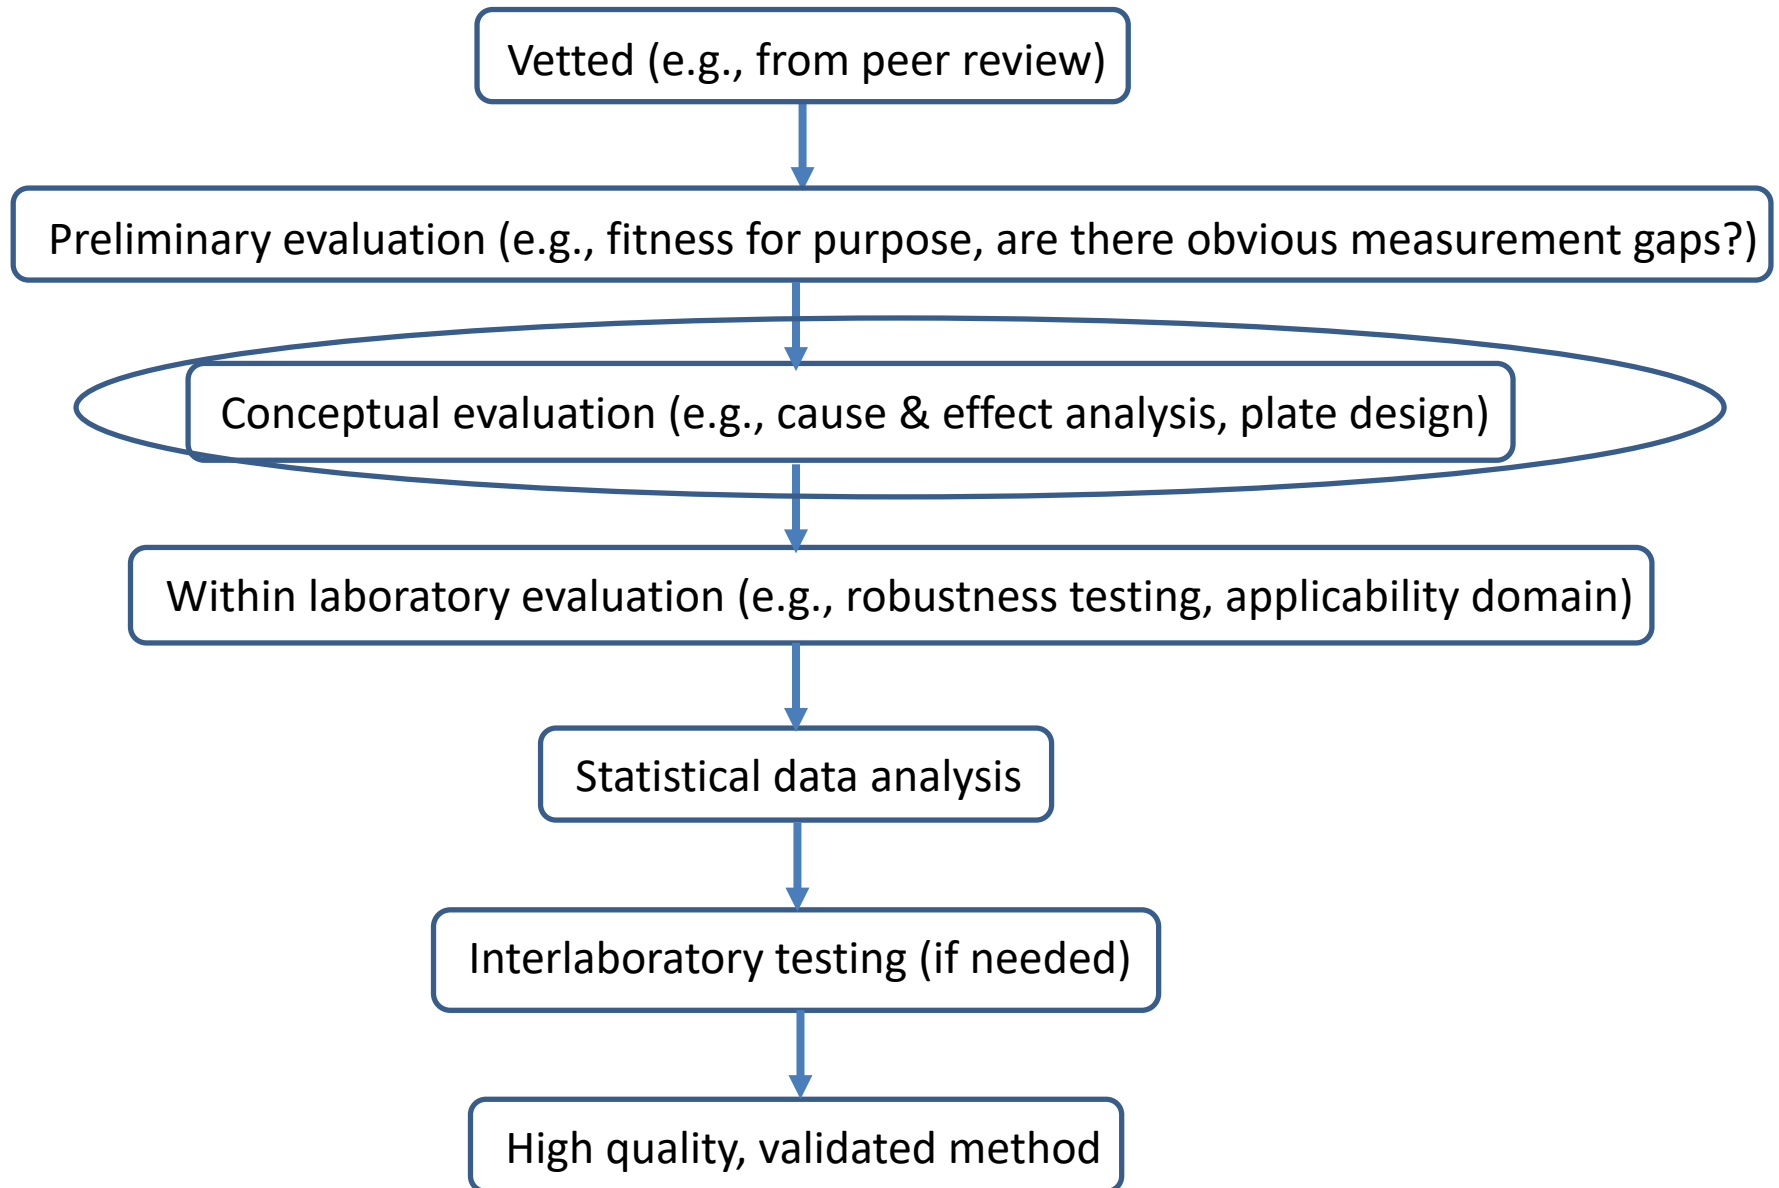 Vetted (e.g., from peer review)
Preliminary evaluation (e.g., fitness for purpose, are there obvious measurement gaps?)
Conceptual evaluation (e.g., cause & effect analysis, plate design)
Within laboratory evaluation (e.g., robustness testing, applicability domain)
Statistical data analysis
Interlaboratory testing (if needed)
High quality, validated method